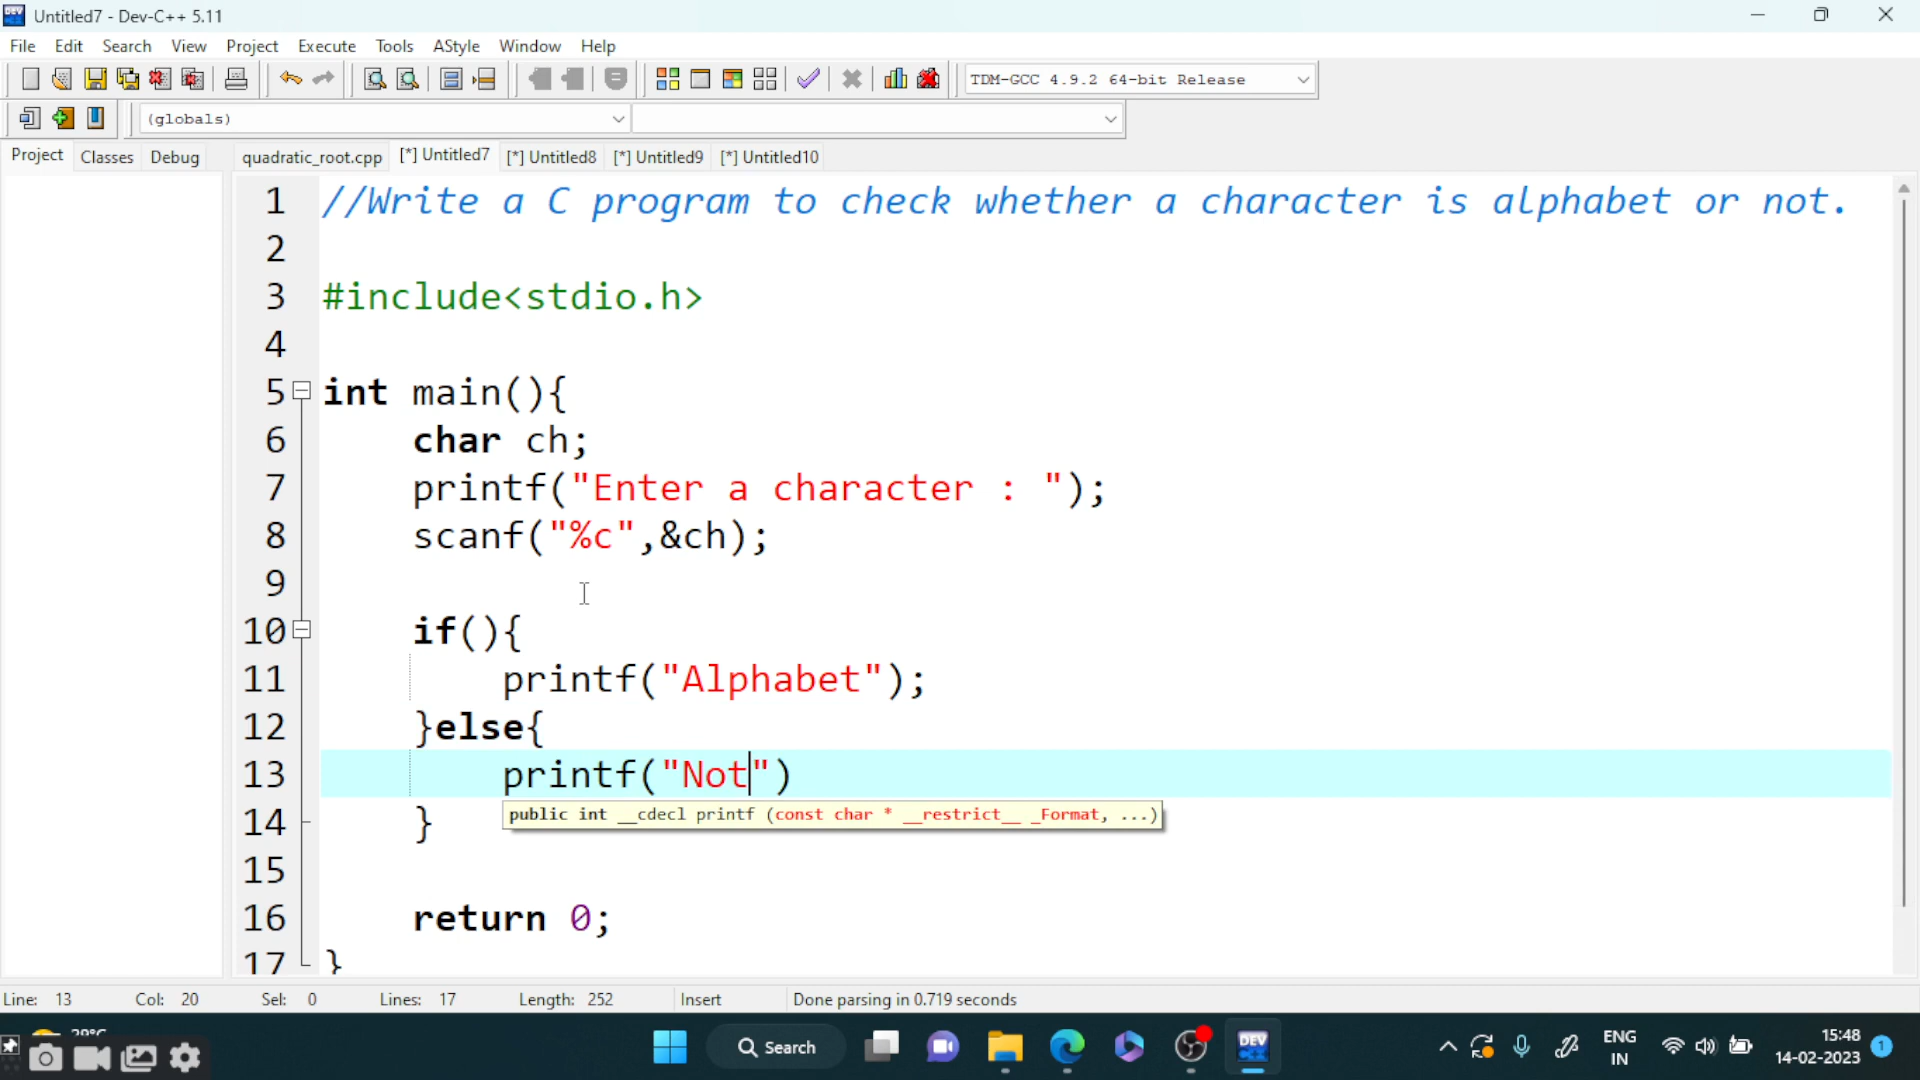 Untitled7 - Dev-C++ 5.11
File Edit Search View Project Execute Tools AStyle Window Help
TDM-GCC 4.9.2 64-bit Release
(globals)
Project Classes Debug quadratic_root.cpp [*] Untitled7 [*] Untitled8 [*] Untitled9 [*] Untitled10
1 //Write a C program to check whether a character is alphabet or not.
2
3 #include<stdio.h>
4
5 int main(){
6 char ch;
7 printf("Enter a character : ");
8 scanf("%c",&ch);
9
10 if(){
11 printf("Alphabet");
12 }else{
13 printf("Not")
public int __cdecl printf (const char * __restrict__ _Format, ...)
14 }
15
16 return 0;
17 }
Line: 13 Col: 20 Sel: 0 Lines: 17 Length: 252 Insert Done parsing in 0.719 seconds
Search
DEV
ENG
IN
15:48
14-02-2023
1